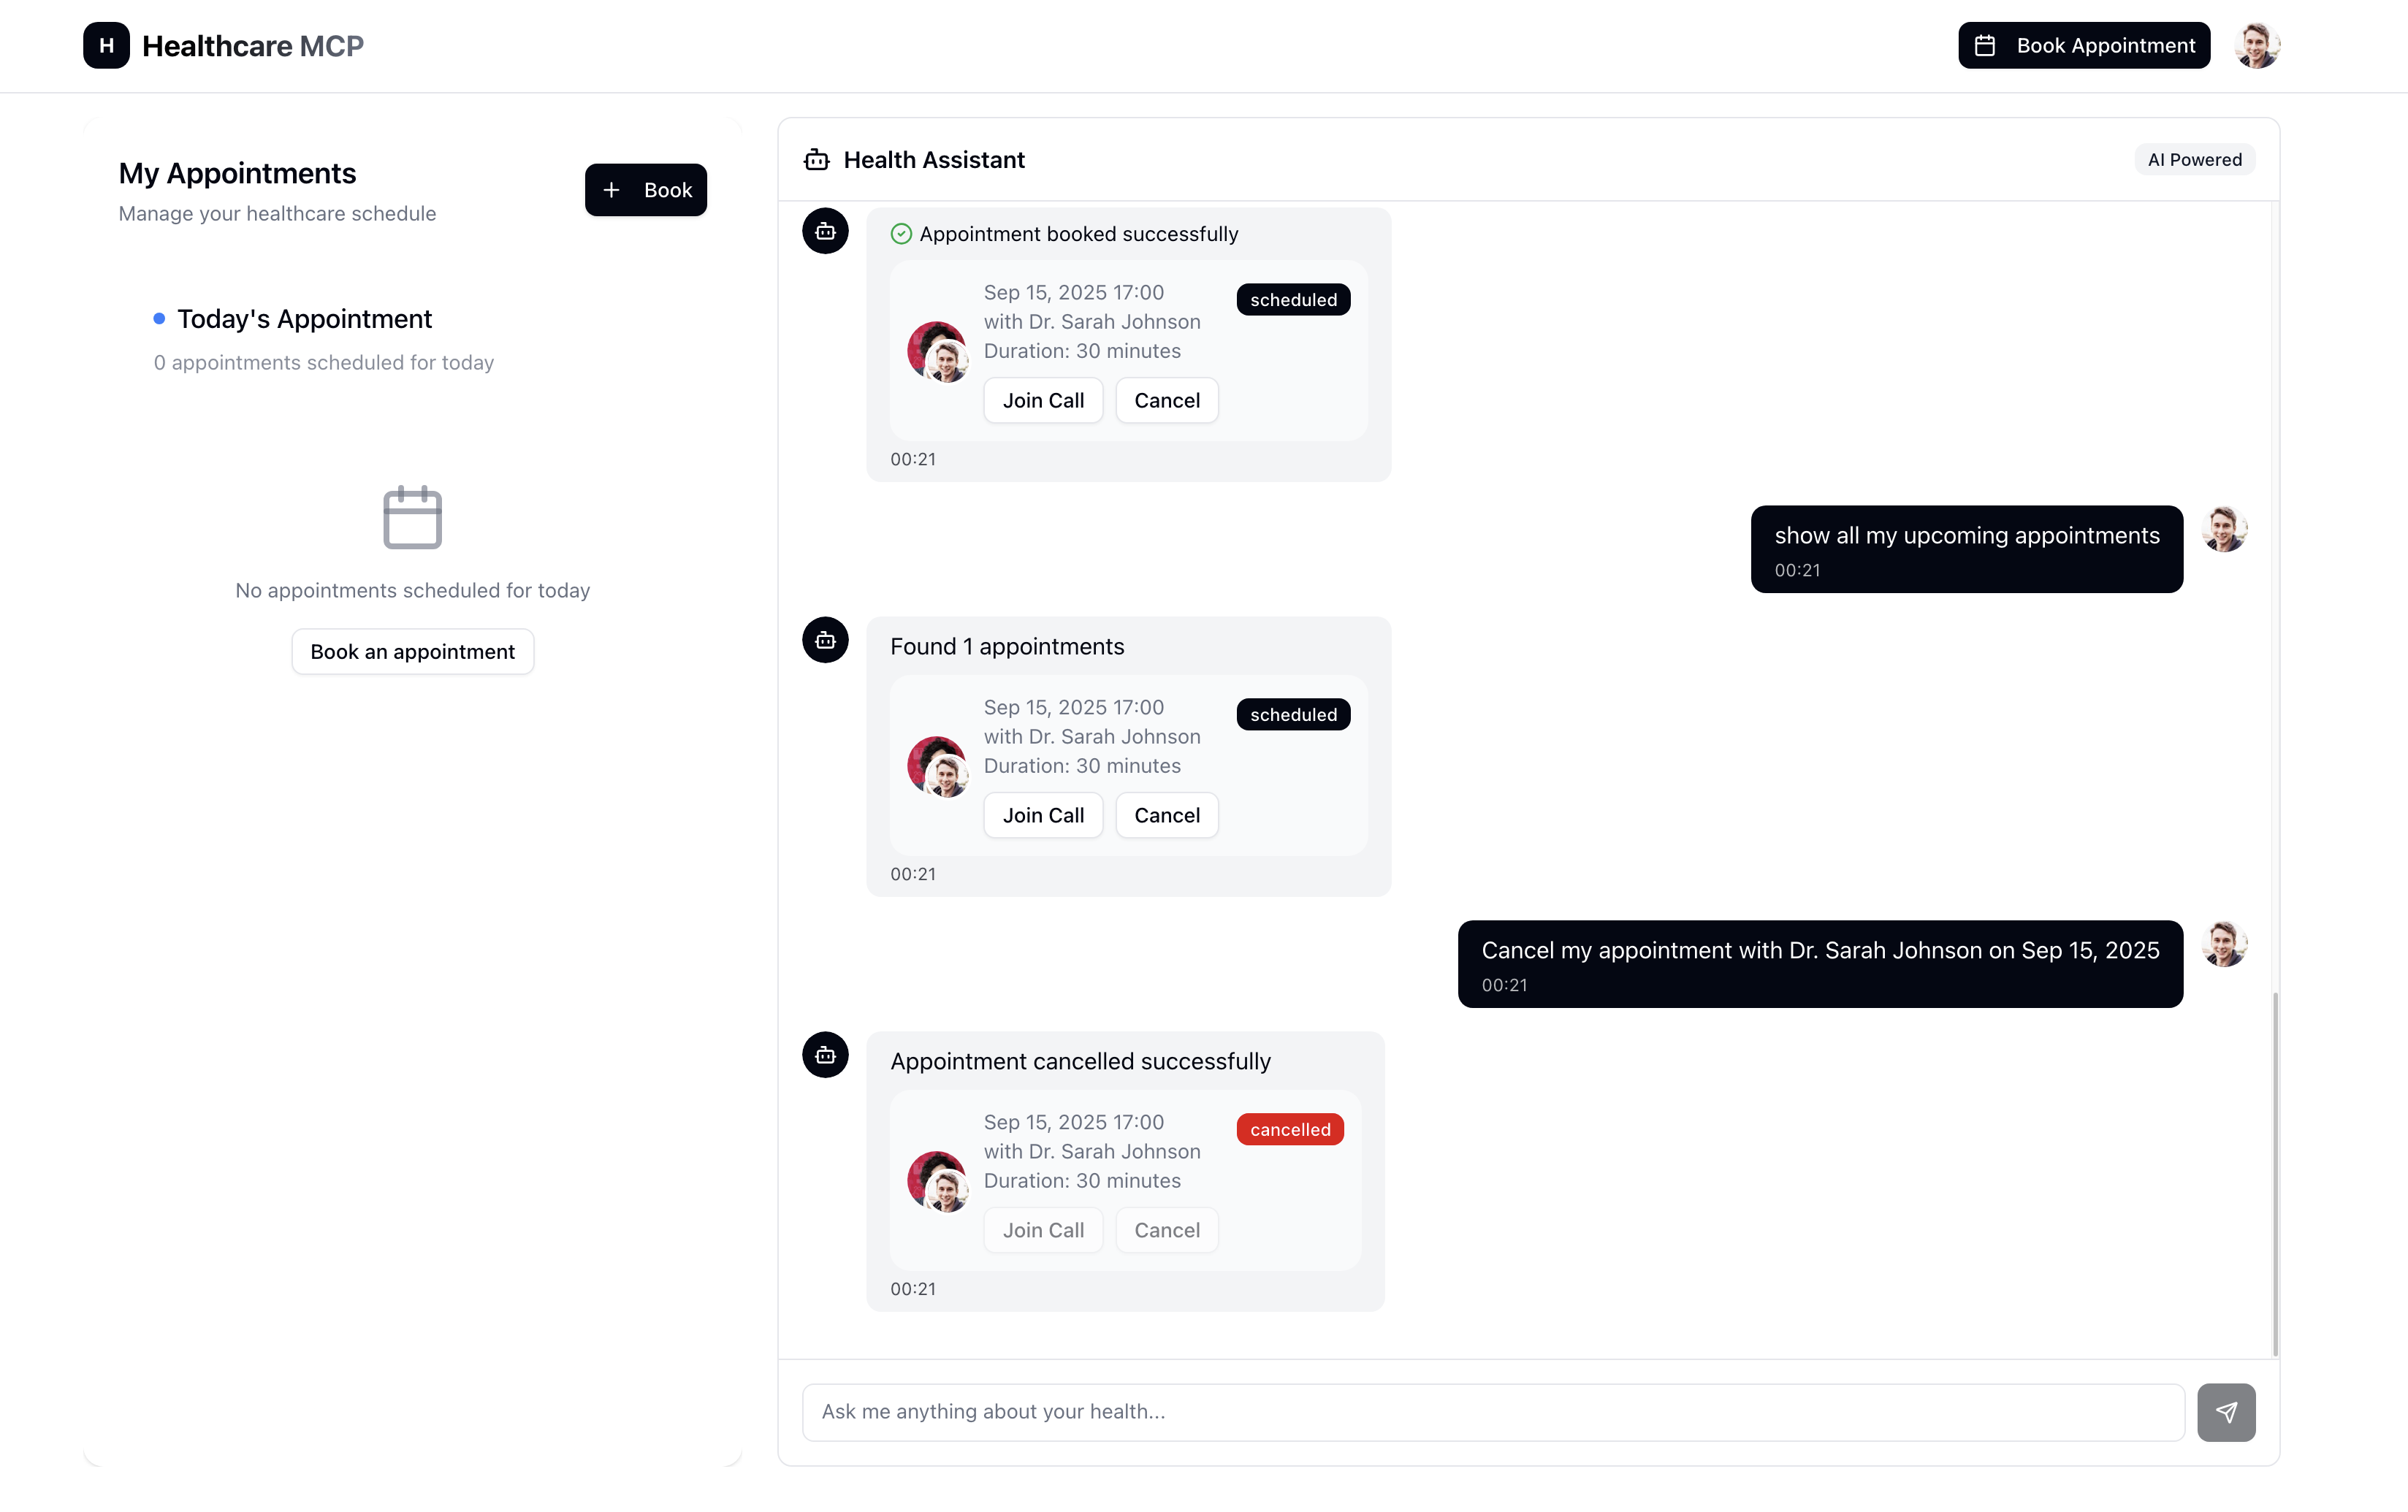 H Healthcare MCP
Book Appointment
My Appointments
Manage your healthcare schedule
Book
Today's Appointment
0 appointments scheduled for today
No appointments scheduled for today
Book an appointment
Health Assistant
AI Powered
Appointment booked successfully
Sep 15, 2025 17:00
scheduled
with Dr. Sarah Johnson
Duration: 30 minutes
Join Call
Cancel
00:21
show all my upcoming appointments
00:21
Found 1 appointments
Sep 15, 2025 17:00
scheduled
with Dr. Sarah Johnson
Duration: 30 minutes
Join Call
Cancel
00:21
Cancel my appointment with Dr. Sarah Johnson on Sep 15, 2025
00:21
Appointment cancelled successfully
Sep 15, 2025 17:00
cancelled
with Dr. Sarah Johnson
Duration: 30 minutes
Join Call
Cancel
00:21
Ask me anything about your health...